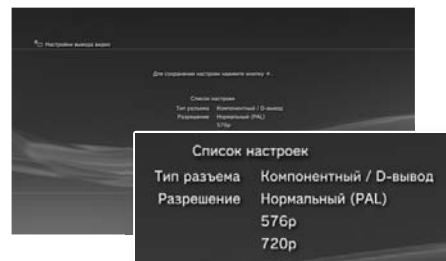 Настройки вывода видео
Для сохранения настроек нажмите кнопку ×.
Список настроек
Тип разъема Компонентный / D-вывод
Разрешение Нормальный (PAL)
576p
Список настроек
Тип разъема Компонентный / D-вывод
Разрешение Нормальный (PAL)
576p
720p